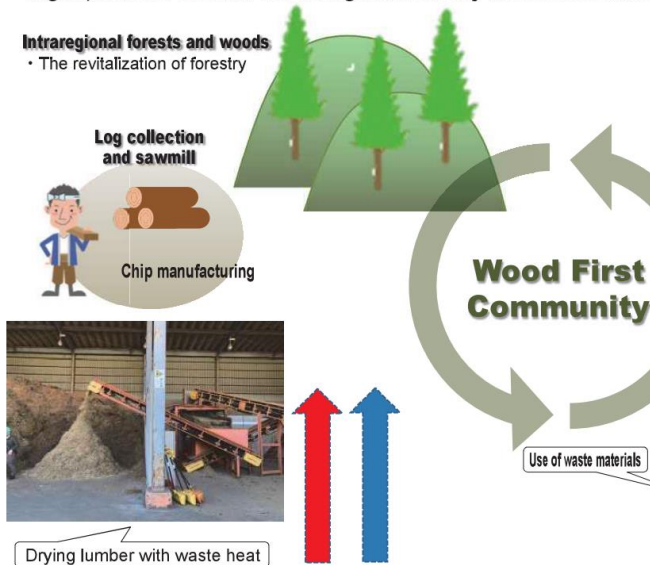 Intraregional forests and woods
・The revitalization of forestry
Log collection
and sawmill
Chip manufacturing
Wood First
Community
Use of waste materials
Drying lumber with waste heat